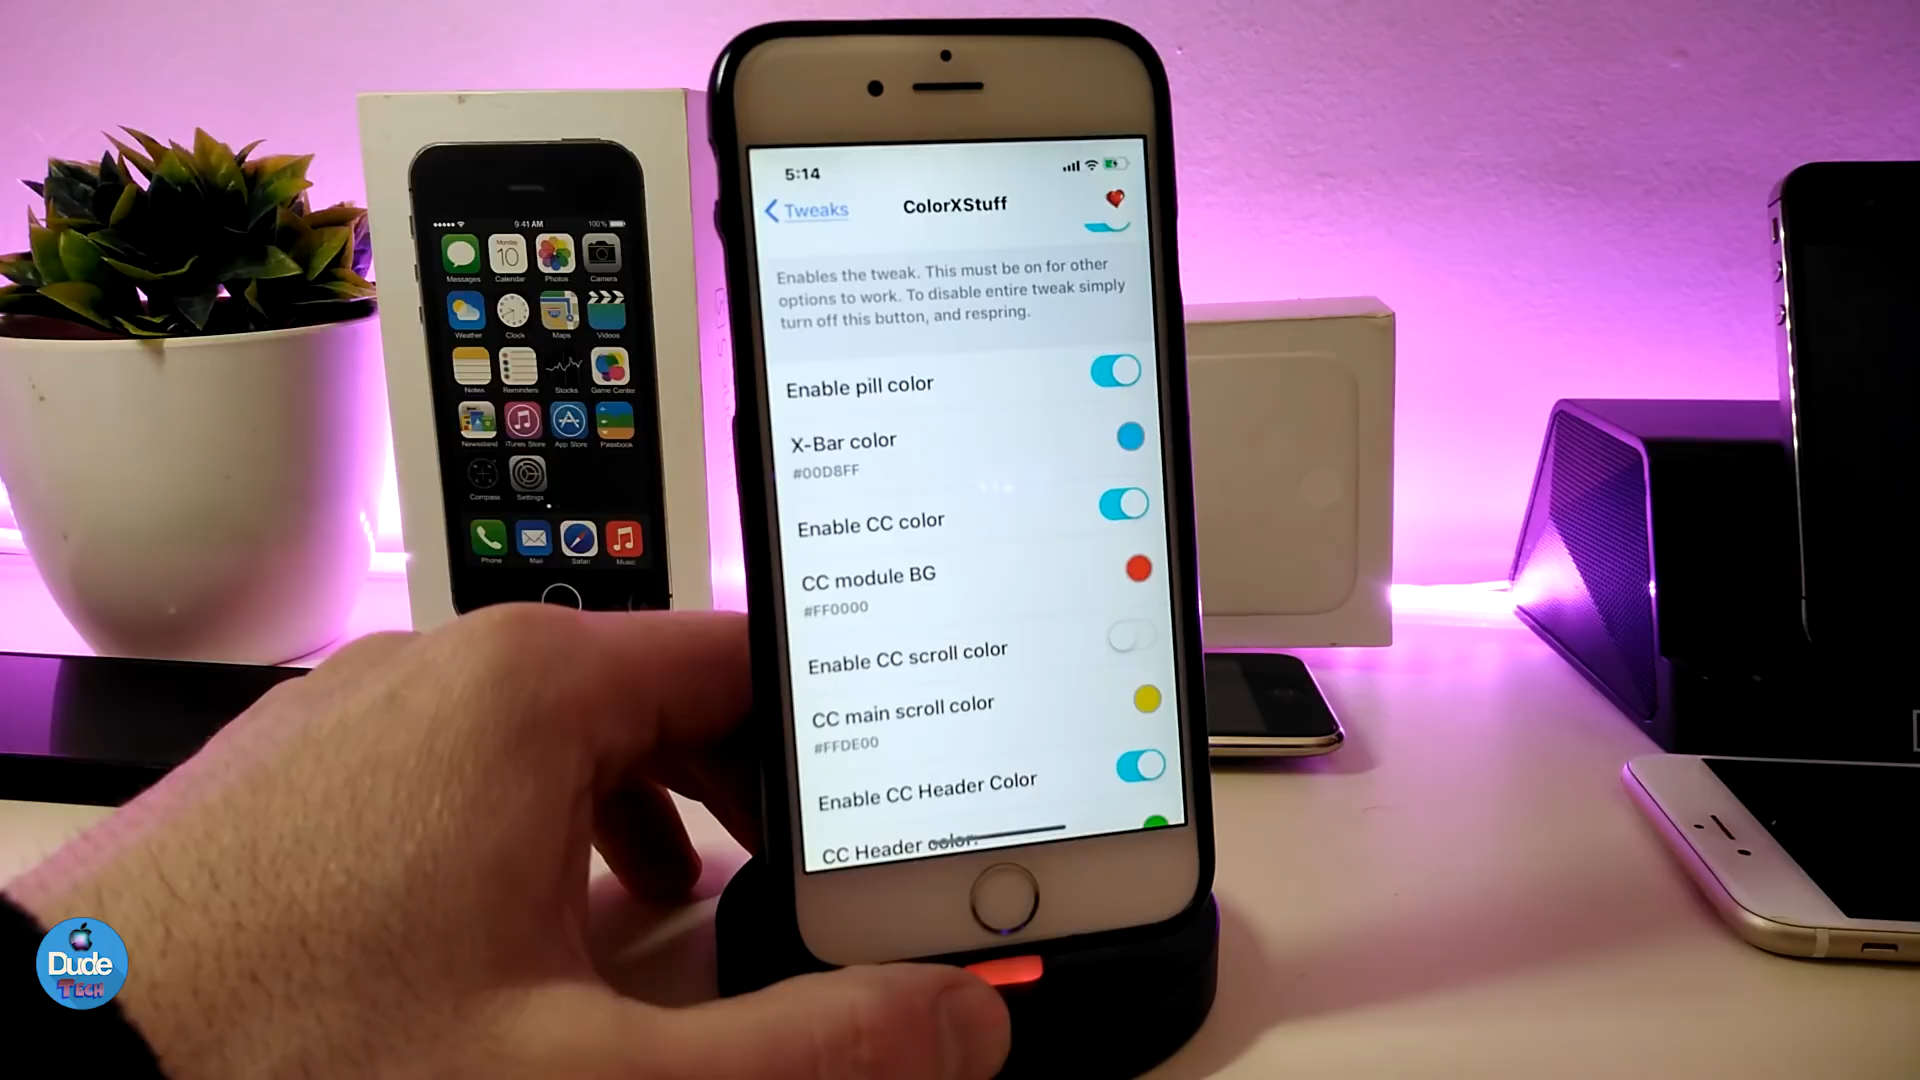 5:14
Tweaks
ColorXStuff
Enables the tweak. This must be on for other
options to work. To disable entire tweak simply
turn off this button, and respring.
Enable pill color
X-Bar color
#00D8FF
Enable CC color
CC module BG
#FF0000
Enable CC scroll color
CC main scroll color
#FFDE00
Enable CC Header Color
CC Header color
9:41 AM
100%
Monday
10
Messages
Calendar
Photos
Camera
Weather
Clock
Maps
Videos
Notes
Reminders
Stocks
Game Center
Newsstand
iTunes Store
App Store
Passbook
Compass
Settings
Phone
Mail
Safari
Music
Dude
TECH